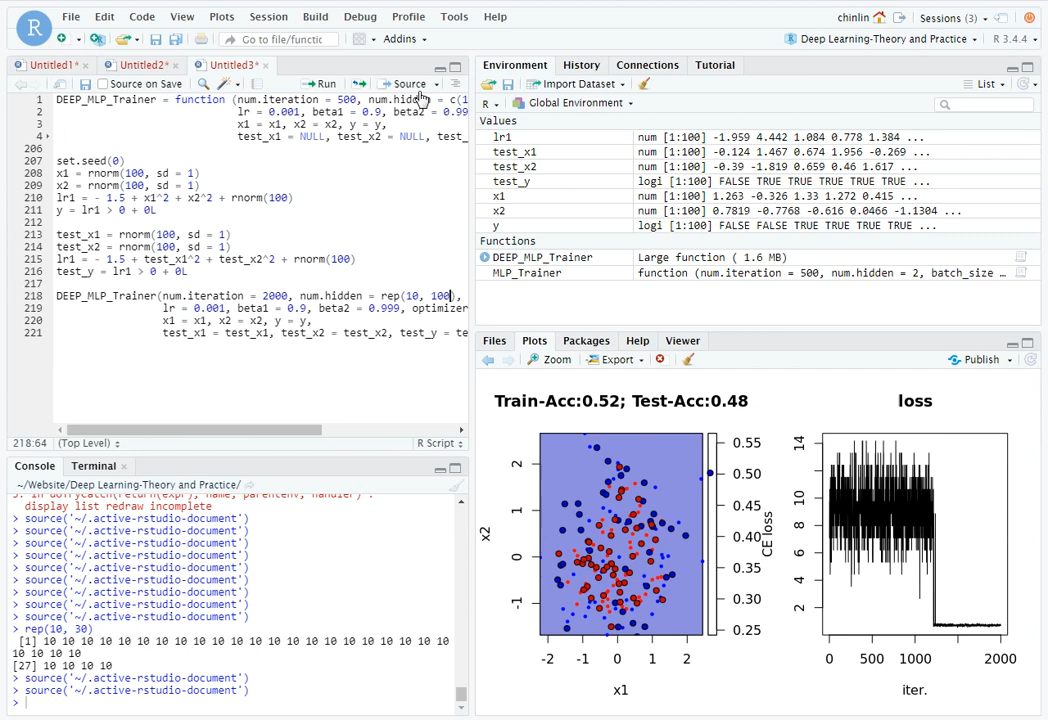 File Edit Code View Plots Session Build Debug Profile Tools Help
chinlin Sessions (3)
Go to file/functic Addins
Deep Learning-Theory and Practice R 3.4.4
Untitled1* Untitled2* Untitled3*
Source on Save Run Source
1 DEEP_MLP_Trainer = function (num.iteration = 500, num.hidden = c(1
2 lr = 0.001, beta1 = 0.9, beta2 = 0.99
3 x1 = x1, x2 = x2, y = y,
4 test_x1 = NULL, test_x2 = NULL, test_
206
207 set.seed(0)
208 x1 = rnorm(100, sd = 1)
209 x2 = rnorm(100, sd = 1)
210 lr1 = - 1.5 + x1^2 + x2^2 + rnorm(100)
211 y = lr1 > 0 + 0L
212
213 test_x1 = rnorm(100, sd = 1)
214 test_x2 = rnorm(100, sd = 1)
215 lr1 = - 1.5 + test_x1^2 + test_x2^2 + rnorm(100)
216 test_y = lr1 > 0 + 0L
217
218 DEEP_MLP_Trainer(num.iteration = 2000, num.hidden = rep(10, 100),
219 lr = 0.001, beta1 = 0.9, beta2 = 0.999, optimizer
220 x1 = x1, x2 = x2, y = y,
221 test_x1 = test_x1, test_x2 = test_x2, test_y = te
218:64 (Top Level) R Script
Console Terminal
~/Website/Deep Learning-Theory and Practice/
display list redraw incomplete
> source('~/.active-rstudio-document')
> source('~/.active-rstudio-document')
> source('~/.active-rstudio-document')
> source('~/.active-rstudio-document')
> source('~/.active-rstudio-document')
> source('~/.active-rstudio-document')
> source('~/.active-rstudio-document')
> source('~/.active-rstudio-document')
> source('~/.active-rstudio-document')
> rep(10, 30)
[1] 10 10 10 10 10 10 10 10 10 10 10 10 10 10 10 10 10 10 10 10 10 10
10 10 10 10
[27] 10 10 10 10
> source('~/.active-rstudio-document')
> source('~/.active-rstudio-document')
>
Environment History Connections Tutorial
Import Dataset List
R Global Environment
Values
lr1 num [1:100] -1.959 4.442 1.084 0.778 1.384 ...
test_x1 num [1:100] -0.124 1.467 0.674 1.956 -0.269 ...
test_x2 num [1:100] -0.39 -1.819 0.659 0.46 1.617 ...
test_y logi [1:100] FALSE TRUE TRUE TRUE TRUE TRUE ...
x1 num [1:100] 1.263 -0.326 1.33 1.272 0.415 ...
x2 num [1:100] 0.7819 -0.7768 -0.616 0.0466 -1.1304 ...
y logi [1:100] FALSE FALSE TRUE TRUE TRUE TRUE ...
Functions
DEEP_MLP_Trainer Large function ( 1.6 MB)
MLP_Trainer function (num.iteration = 500, num.hidden = 2, batch_size …
Files Plots Packages Help Viewer
Zoom Export Publish
Train-Acc:0.52; Test-Acc:0.48
x2
2
1
0
-1
-2 -1 0 1 2
x1
0.55
0.50
0.45
0.40
0.35
0.30
0.25
loss
CE loss
14
10
8
6
4
2
0 500 1000 2000
iter.